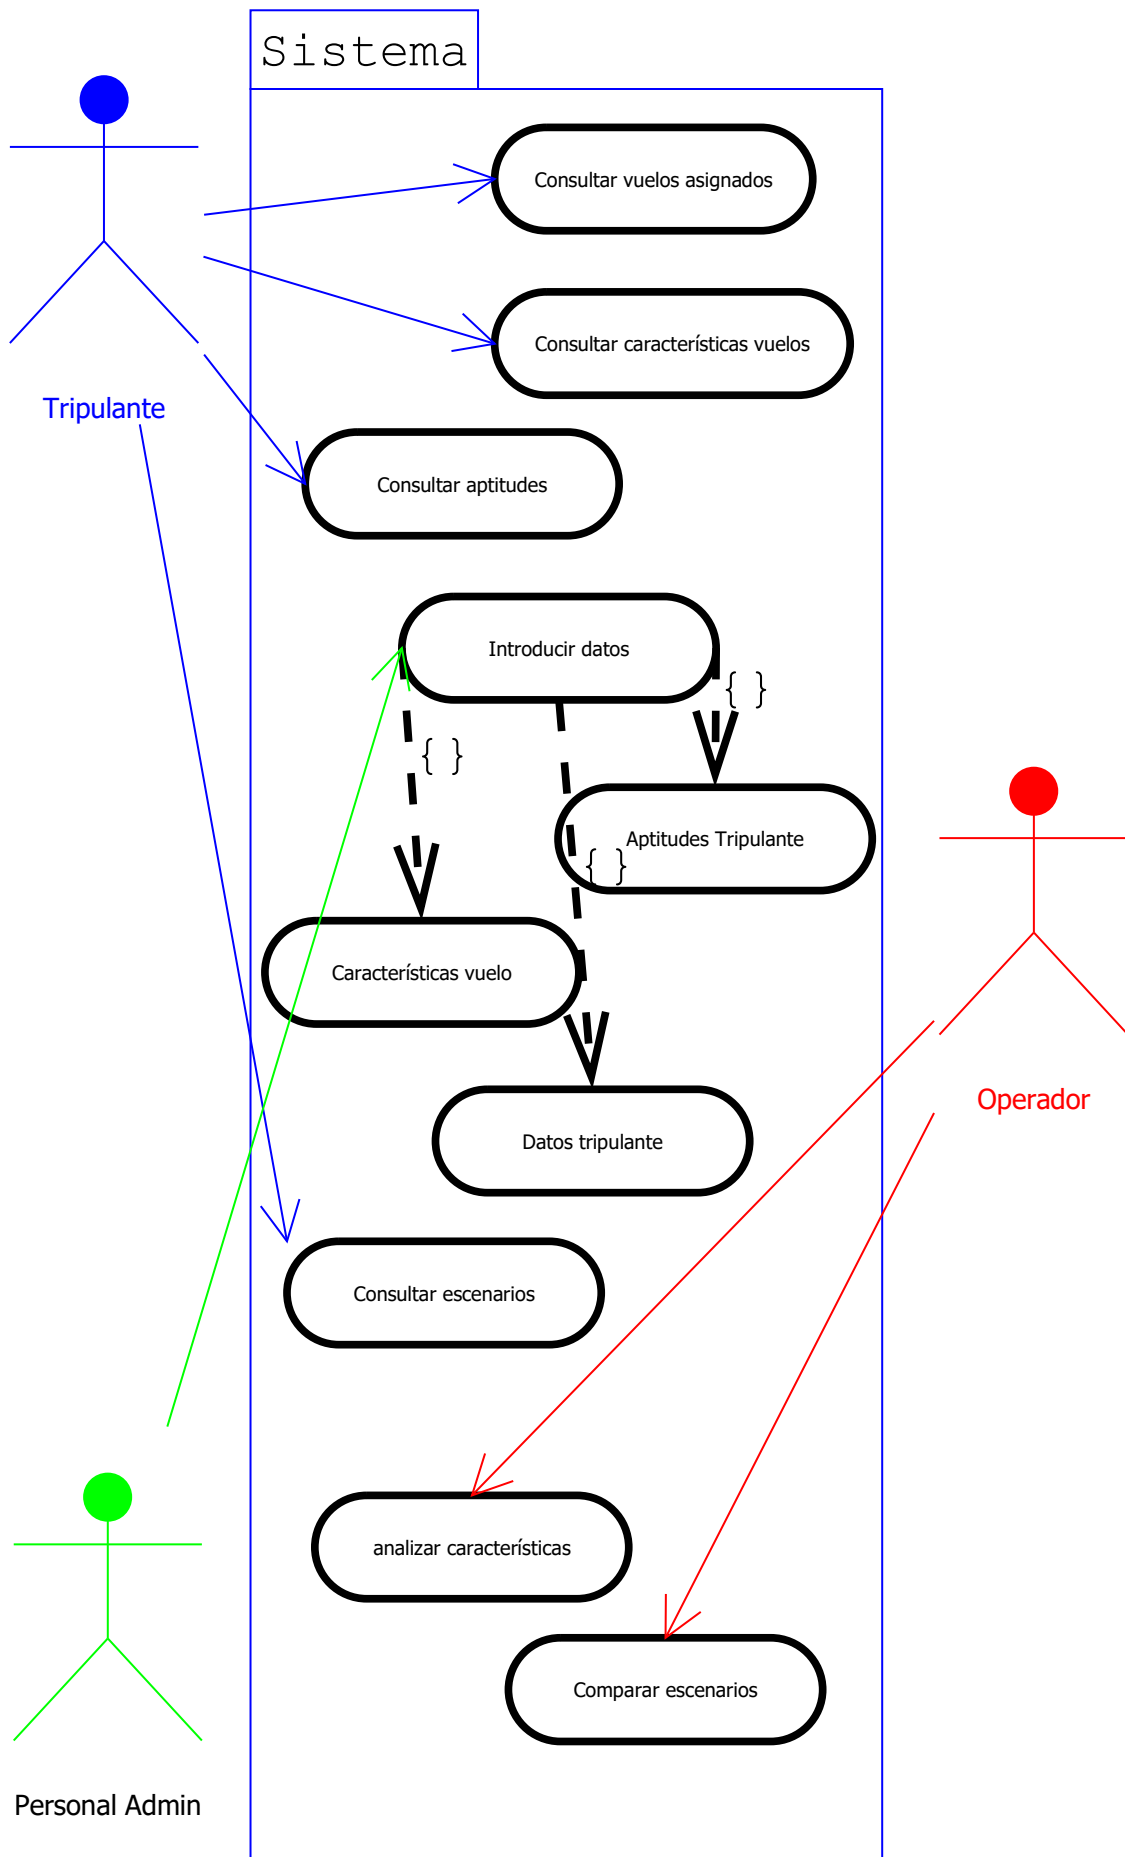 Sistema
Consultar vuelos asignados
Consultar características vuelos
Tripulante
Consultar aptitudes
Introducir datos
{ }
{ }
Aptitudes Tripulante
{ }
Características vuelo
Operador
Datos tripulante
Consultar escenarios
analizar características
Comparar escenarios
Personal Admin